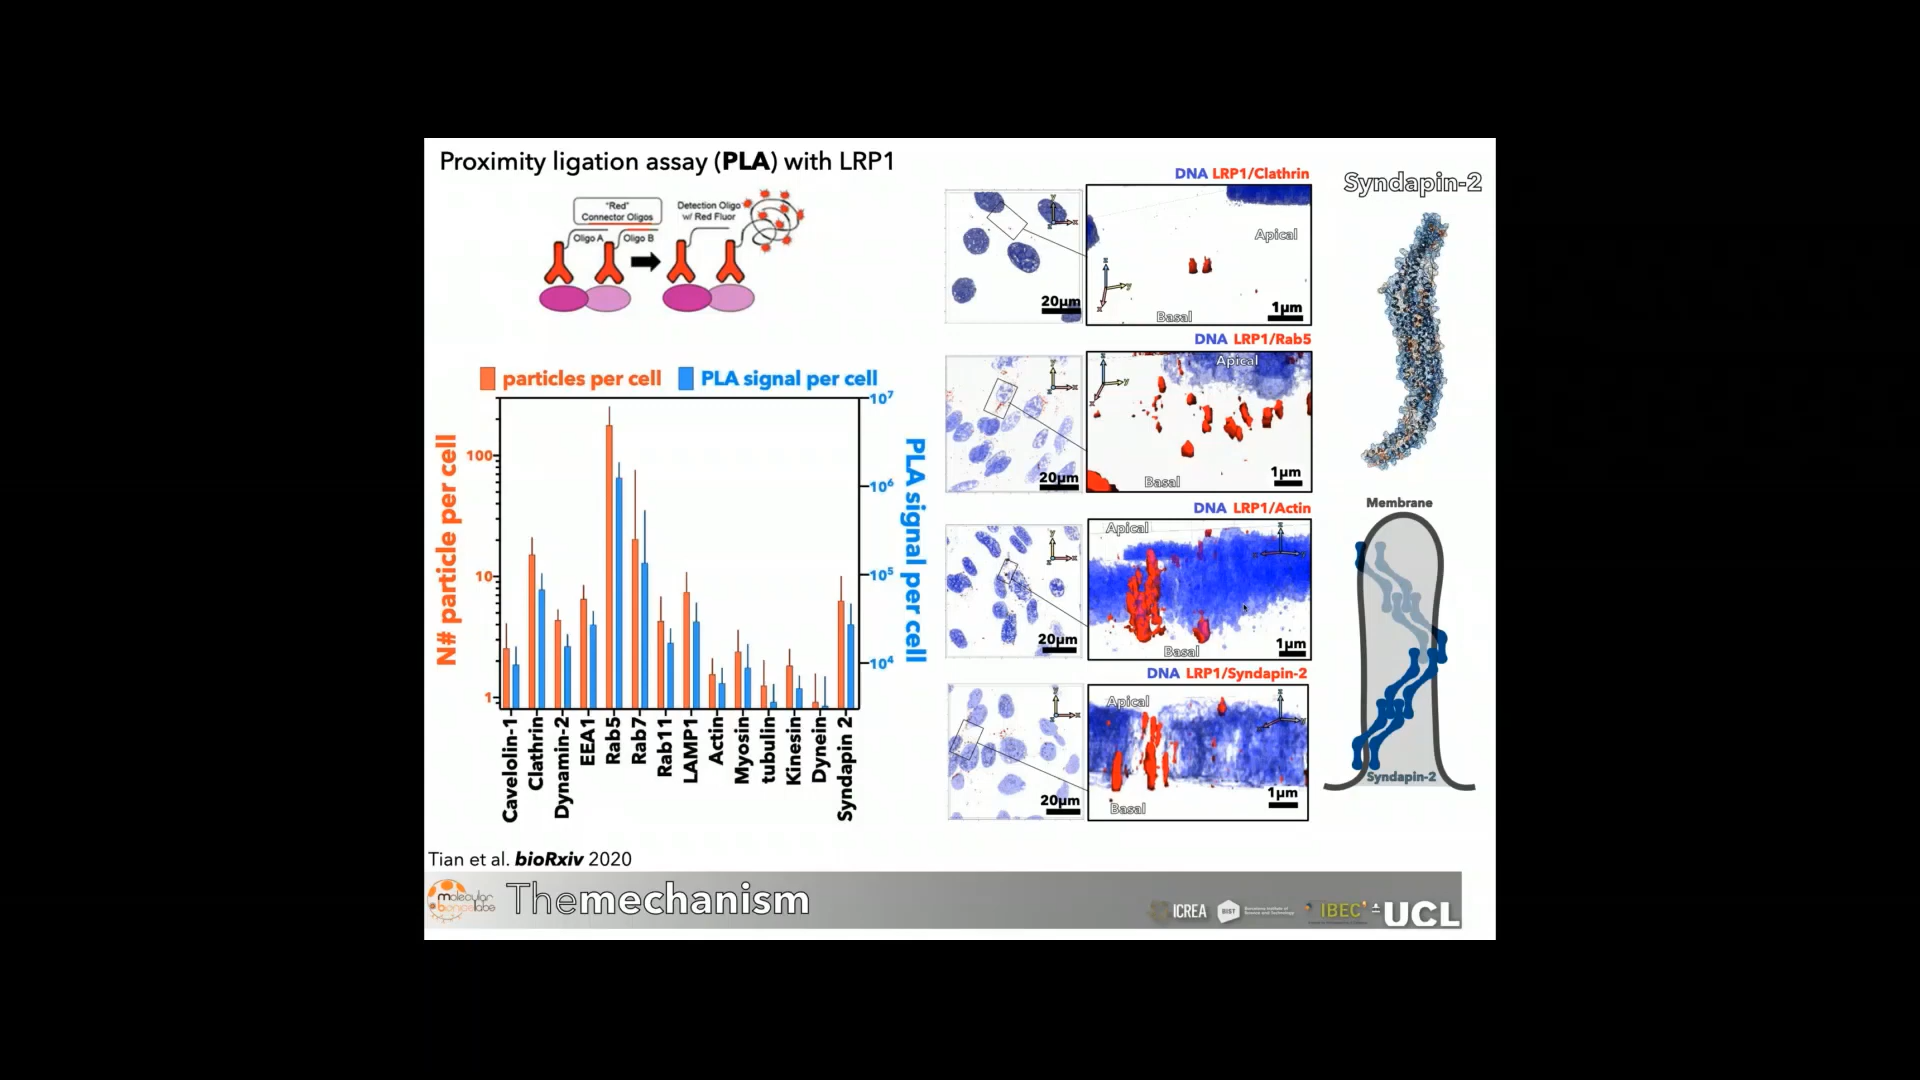 Proximity ligation assay (PLA) with LRP1
"Red"
Connector Oligos
Oligo A
Oligo B
Detection Oligo
w/ Red Fluor
particles per cell
PLA signal per cell
N# particle per cell
100
10
1
10⁷
10⁶
10⁵
10⁴
PLA signal per cell
Cavelolin-1
Clathrin
Dynamin-2
EEA1
Rab5
Rab7
Rab11
LAMP1
Actin
Myosin
tubulin
Kinesin
Dynein
Syndapin 2
DNA LRP1/Clathrin
20µm
Apical
Basal
1µm
DNA LRP1/Rab5
20µm
Apical
Basal
1µm
DNA LRP1/Actin
20µm
Apical
Basal
1µm
DNA LRP1/Syndapin-2
20µm
Apical
Basal
1µm
Syndapin-2
Membrane
Syndapin-2
Tian et al. bioRxiv 2020
molecular
bionicslabs
Themechanism
ICREA
BIST
IBEC
UCL